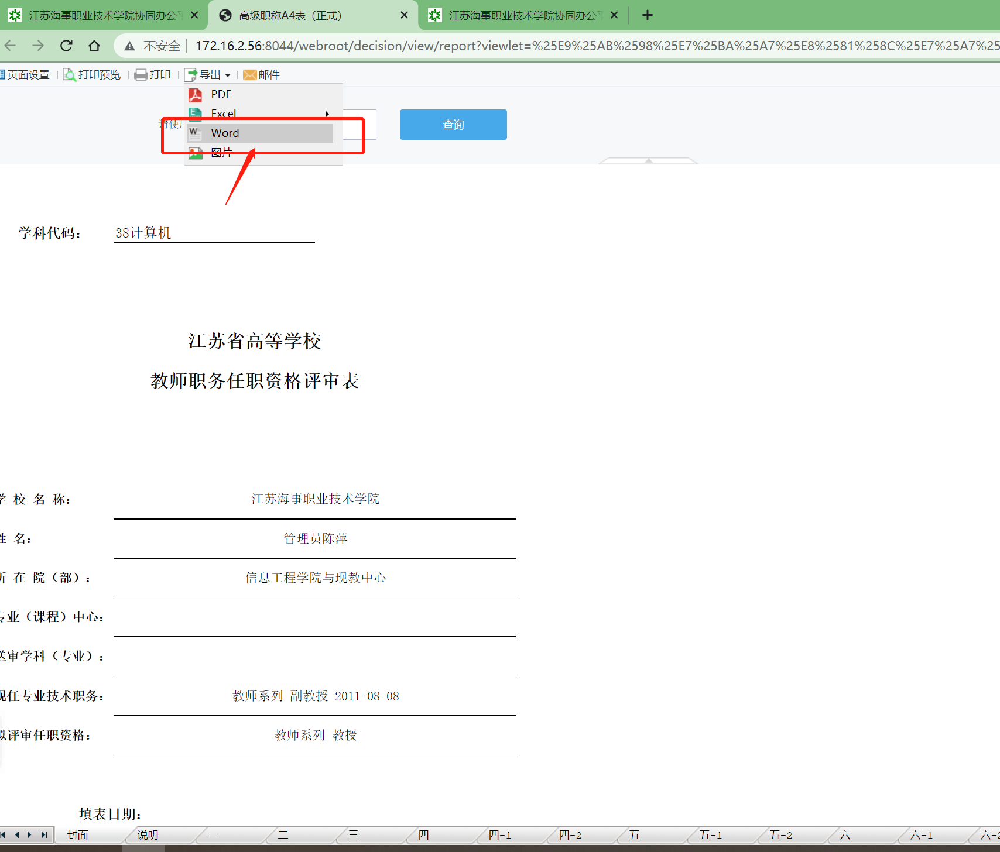 江苏海事职业技术学院协同办公平
高级职称A4表（正式）
江苏海事职业技术学院协同办公平
不安全
172.16.2.56:8044/webroot/decision/view/report?viewlet=%25E9%25AB%2598%25E7%25BA%25A7%25E8%2581%258C%25E7%25A7%25
页面设置 打印预览 打印 导出 邮件
PDF
Excel
请使用
Word
图片
查询
学科代码： 38计算机
江苏省高等学校
教师职务任职资格评审表
学 校 名 称： 江苏海事职业技术学院
姓 名： 管理员陈萍
所 在 院（部）： 信息工程学院与现教中心
专业（课程）中心：
送审学科（专业）：
现任专业技术职务： 教师系列 副教授 2011-08-08
拟评审任职资格： 教师系列 教授
填表日期：
封面 说明 一 二 三 四 四-1 四-2 五 五-1 五-2 六 六-1 六-2